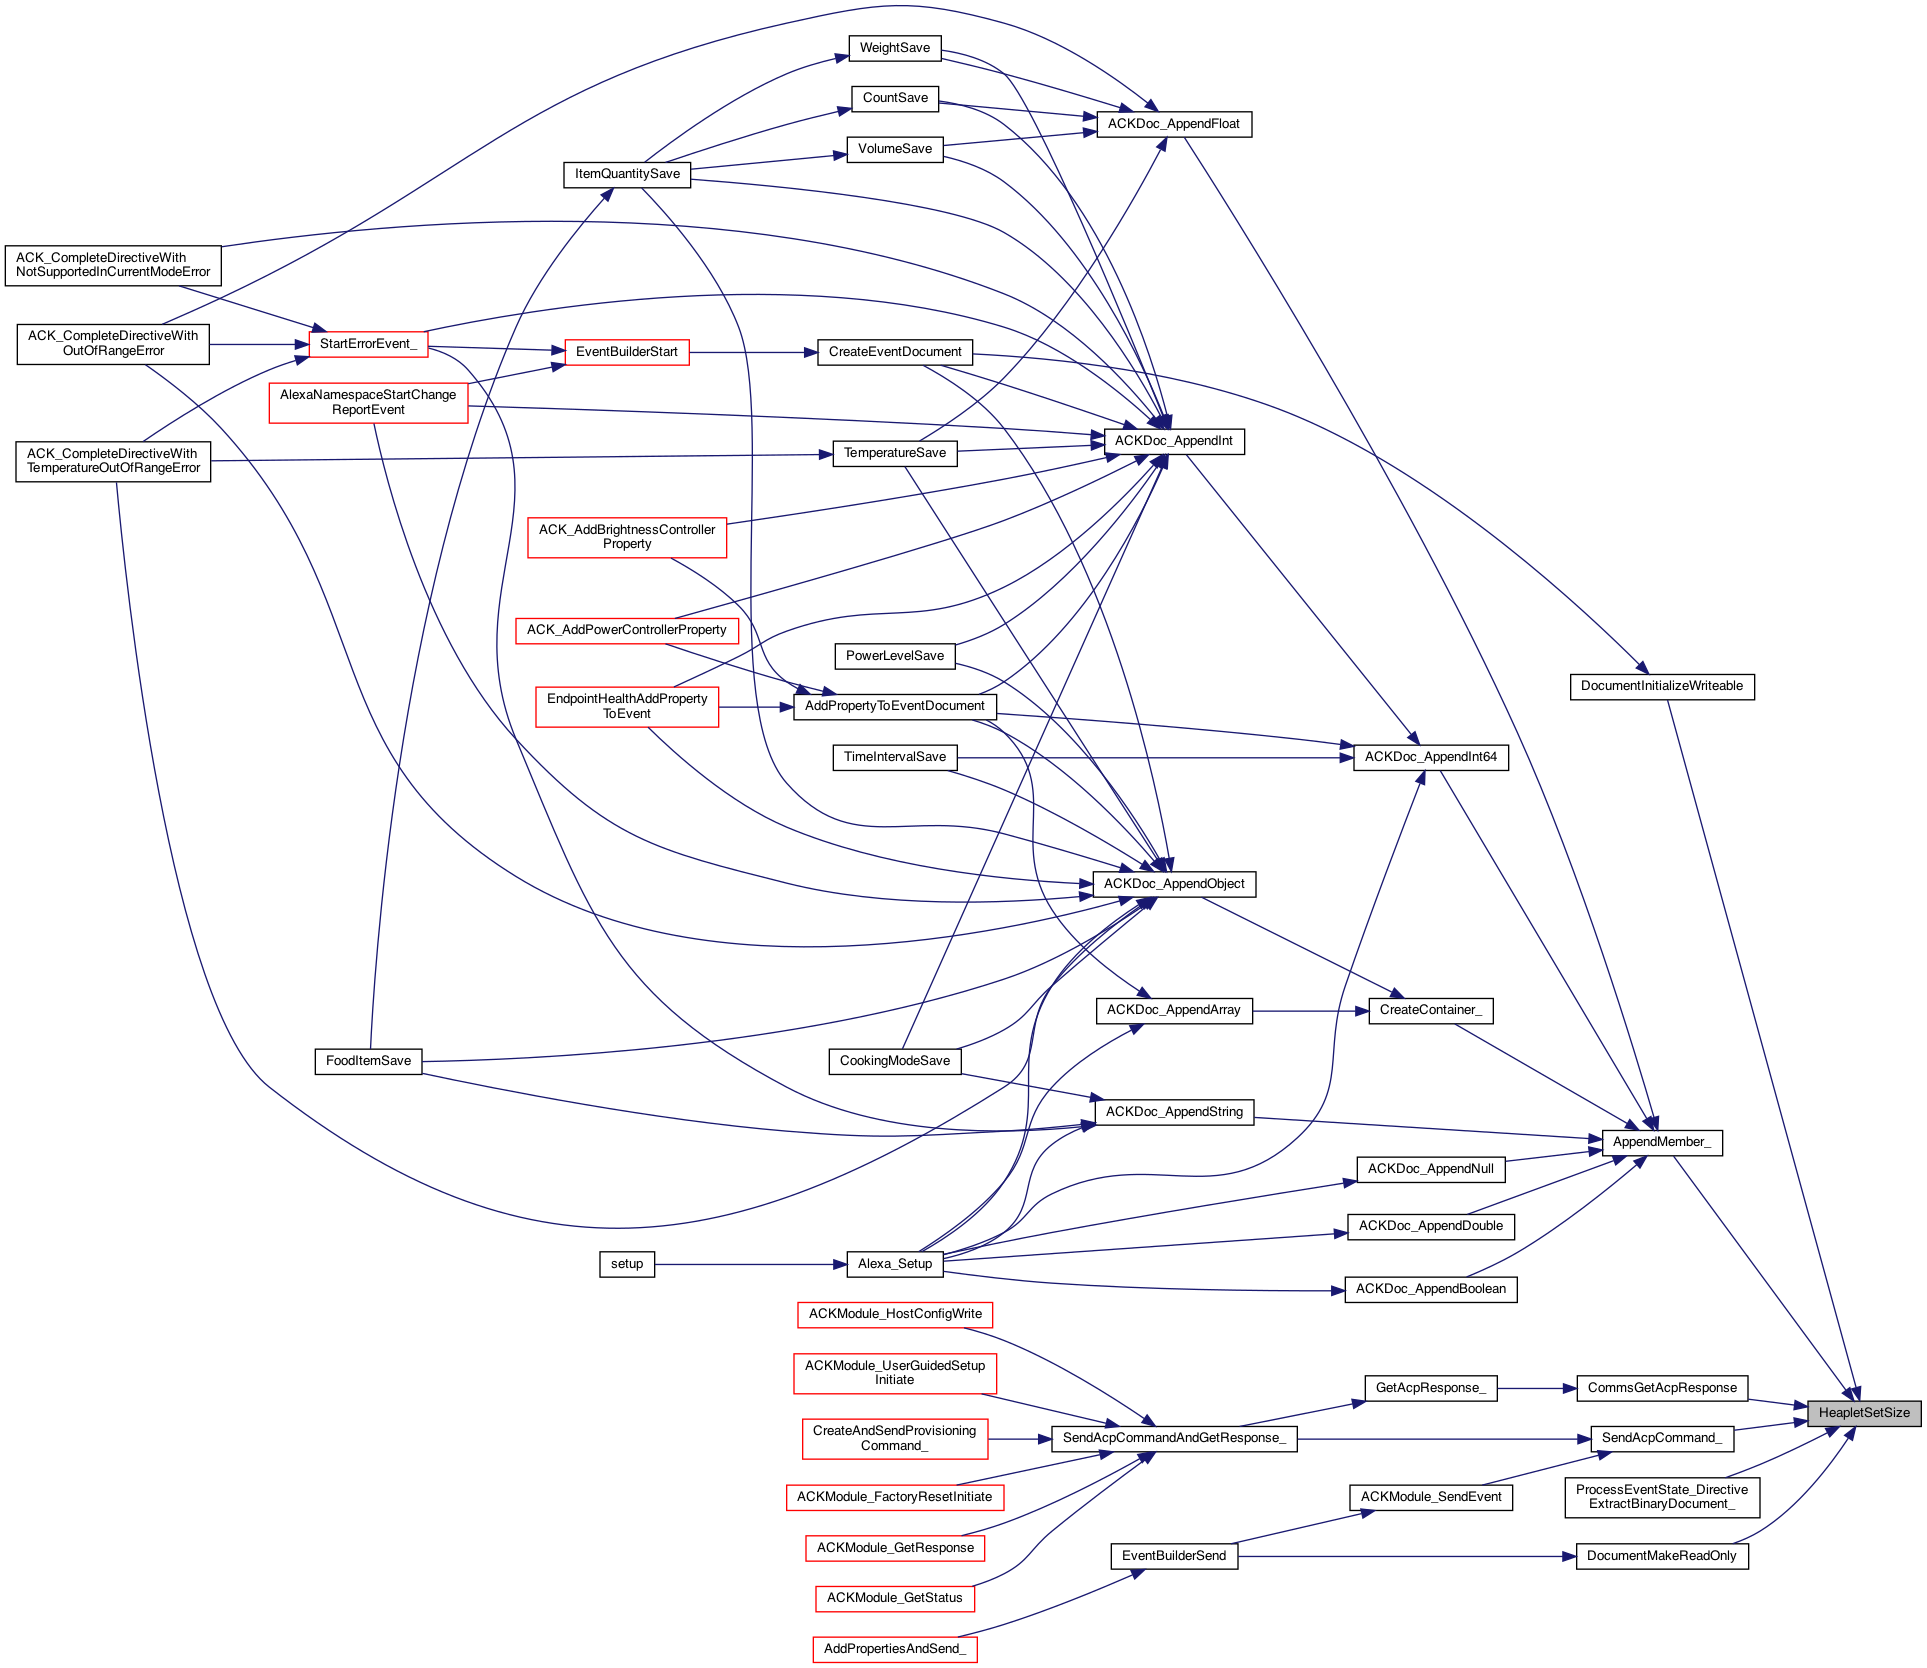 WeightSave
CountSave
ACKDoc_AppendFloat
VolumeSave
ItemQuantitySave
ACK_CompleteDirectiveWith
NotSupportedInCurrentModeError
ACK_CompleteDirectiveWith
OutOfRangeError
StartErrorEvent_
EventBuilderStart
CreateEventDocument
AlexaNamespaceStartChange
ReportEvent
ACKDoc_AppendInt
ACK_CompleteDirectiveWith
TemperatureOutOfRangeError
TemperatureSave
ACK_AddBrightnessController
Property
ACK_AddPowerControllerProperty
PowerLevelSave
DocumentInitializeWriteable
EndpointHealthAddProperty
ToEvent
AddPropertyToEventDocument
TimeIntervalSave
ACKDoc_AppendInt64
ACKDoc_AppendObject
ACKDoc_AppendArray
CreateContainer_
FoodItemSave
CookingModeSave
ACKDoc_AppendString
AppendMember_
ACKDoc_AppendNull
ACKDoc_AppendDouble
setup
Alexa_Setup
ACKDoc_AppendBoolean
ACKModule_HostConfigWrite
ACKModule_UserGuidedSetup
Initiate
GetAcpResponse_
CommsGetAcpResponse
HeapletSetSize
CreateAndSendProvisioning
Command_
SendAcpCommandAndGetResponse_
SendAcpCommand_
ACKModule_FactoryResetInitiate
ACKModule_SendEvent
ProcessEventState_Directive
ExtractBinaryDocument_
ACKModule_GetResponse
EventBuilderSend
DocumentMakeReadOnly
ACKModule_GetStatus
AddPropertiesAndSend_